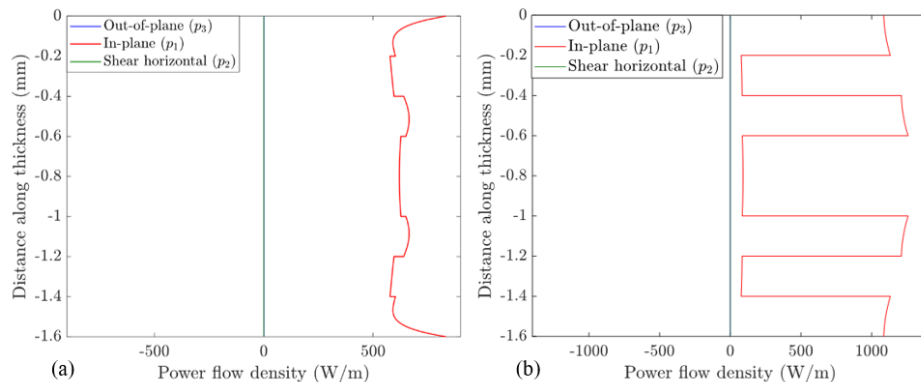 Out-of-plane (p3)
In-plane (p1)
Shear horizontal (p2)
Distance along thickness (mm)
0
-0.2
-0.4
-0.6
-0.8
-1
-1.2
-1.4
-1.6
-500
0
500
Power flow density (W/m)
(a)
Out-of-plane (p3)
In-plane (p1)
Shear horizontal (p2)
Distance along thickness (mm)
0
-0.2
-0.4
-0.6
-0.8
-1
-1.2
-1.4
-1.6
-1000
-500
0
500
1000
Power flow density (W/m)
(b)